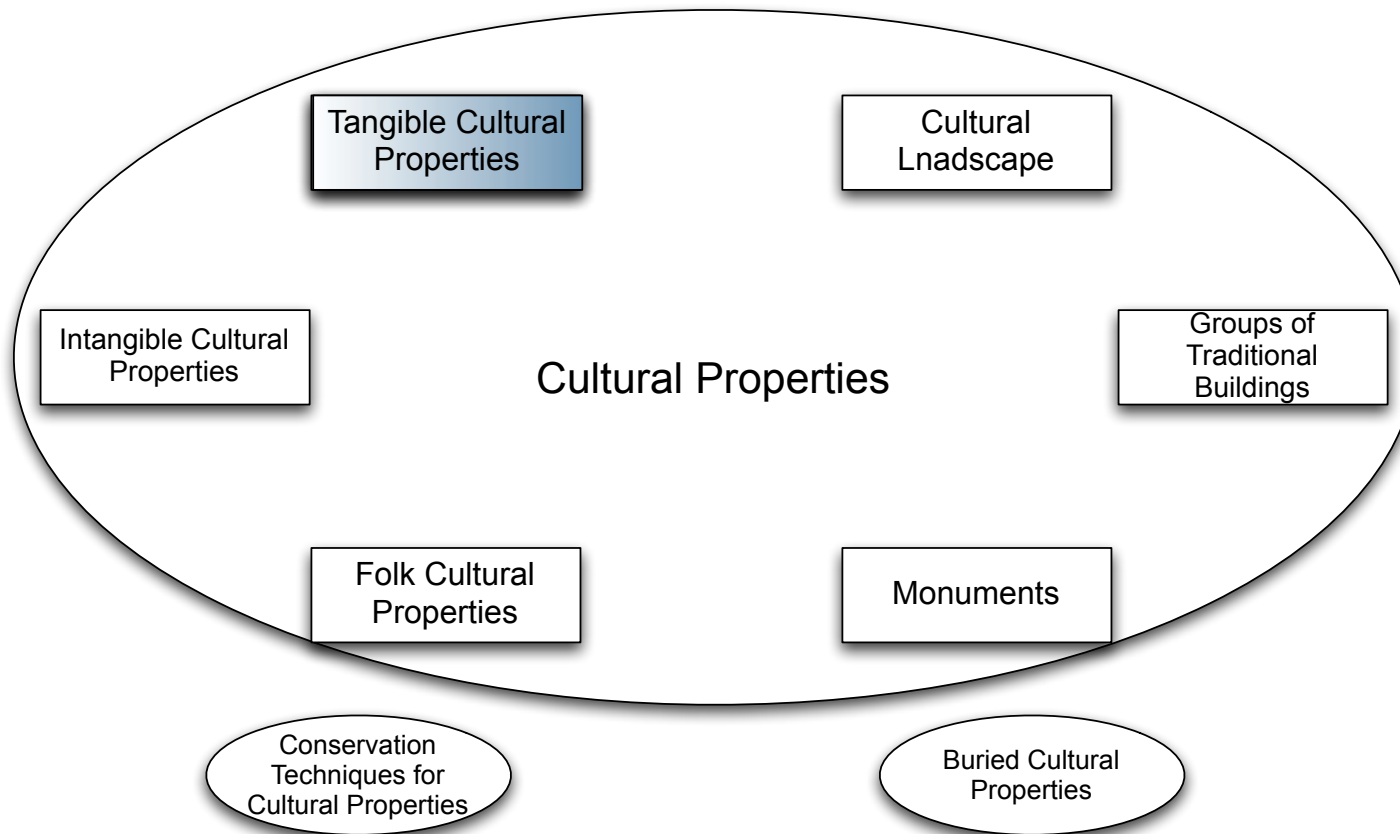 Tangible Cultural
Properties
Cultural
Lnadscape
Intangible Cultural
Properties
Cultural Properties
Groups of
Traditional
Buildings
Folk Cultural
Properties
Monuments
Conservation
Techniques for
Cultural Properties
Buried Cultural
Properties